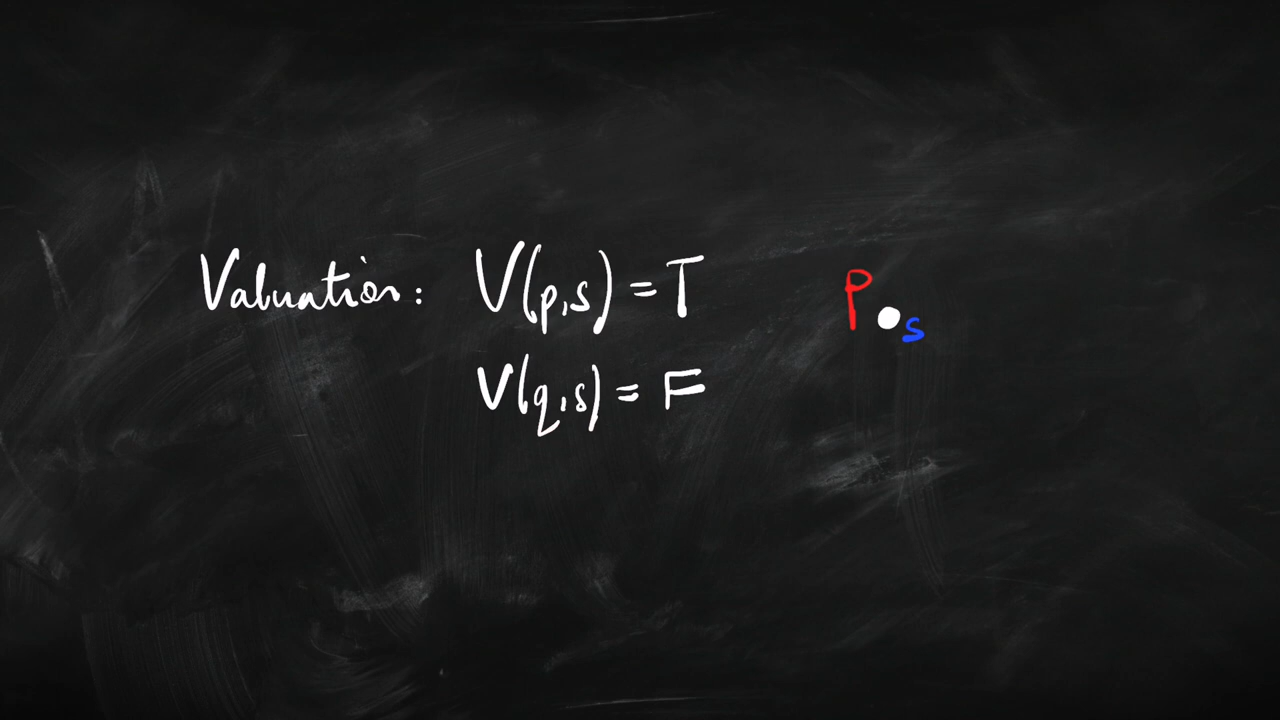 Valuation: V(p,s) = T
V(q,s) = F
P
s